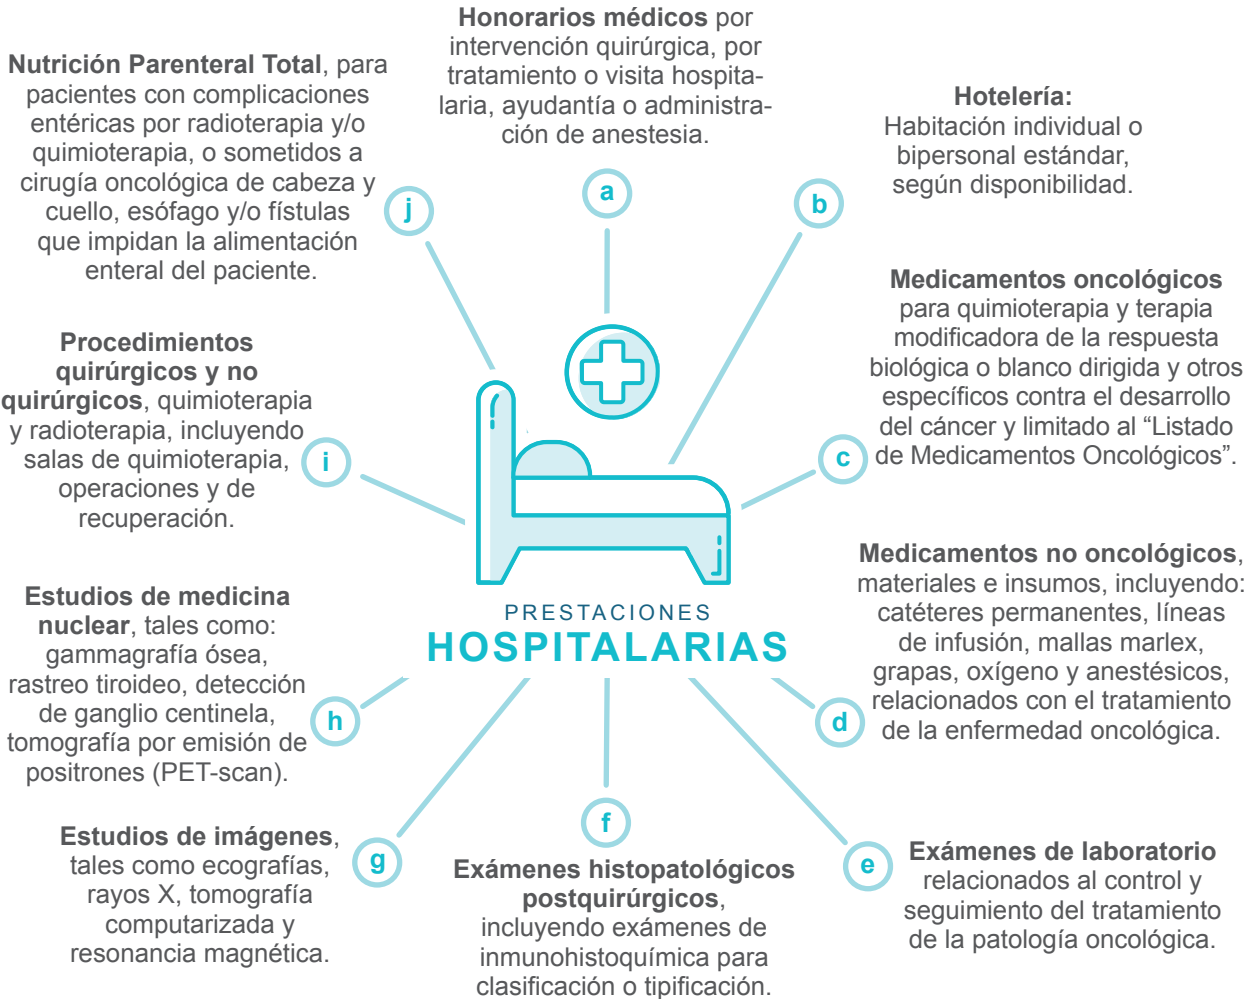 Honorarios médicos por
intervención quirúrgica, por
tratamiento o visita hospita-
laria, ayudantía o administra-
ción de anestesia.
a
Hotelería:
Habitación individual o
bipersonal estándar,
según disponibilidad.
b
Medicamentos oncológicos
para quimioterapia y terapia
modificadora de la respuesta
biológica o blanco dirigida y otros
específicos contra el desarrollo
del cáncer y limitado al “Listado
de Medicamentos Oncológicos”.
c
Medicamentos no oncológicos,
materiales e insumos, incluyendo:
catéteres permanentes, líneas
de infusión, mallas marlex,
grapas, oxígeno y anestésicos,
relacionados con el tratamiento
de la enfermedad oncológica.
d
Exámenes de laboratorio
relacionados al control y
seguimiento del tratamiento
de la patología oncológica.
e
f
Exámenes histopatológicos
postquirúrgicos,
incluyendo exámenes de
inmunohistoquímica para
clasificación o tipificación.
g
Estudios de imágenes,
tales como ecografías,
rayos X, tomografía
computarizada y
resonancia magnética.
h
Estudios de medicina
nuclear, tales como:
gammagrafía ósea,
rastreo tiroideo, detección
de ganglio centinela,
tomografía por emisión de
positrones (PET-scan).
i
Procedimientos
quirúrgicos y no
quirúrgicos, quimioterapia
y radioterapia, incluyendo
salas de quimioterapia,
operaciones y de
recuperación.
j
Nutrición Parenteral Total, para
pacientes con complicaciones
entéricas por radioterapia y/o
quimioterapia, o sometidos a
cirugía oncológica de cabeza y
cuello, esófago y/o fístulas
que impidan la alimentación
enteral del paciente.
PRESTACIONES
HOSPITALARIAS